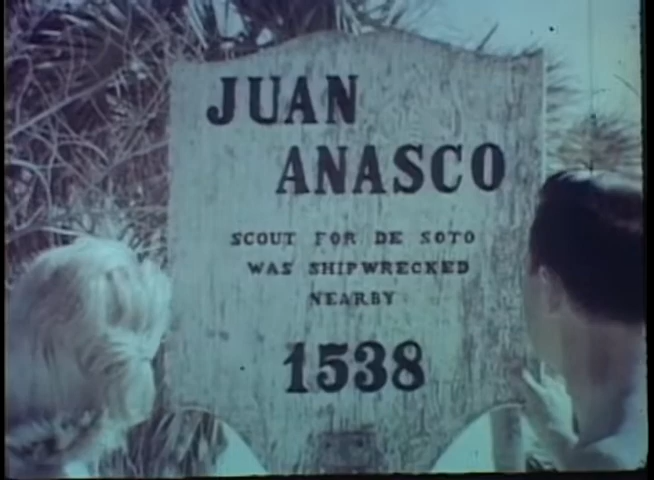 JUAN
ANASCO
SCOUT FOR DE SOTO
WAS SHIPWRECKED
NEARBY
1538